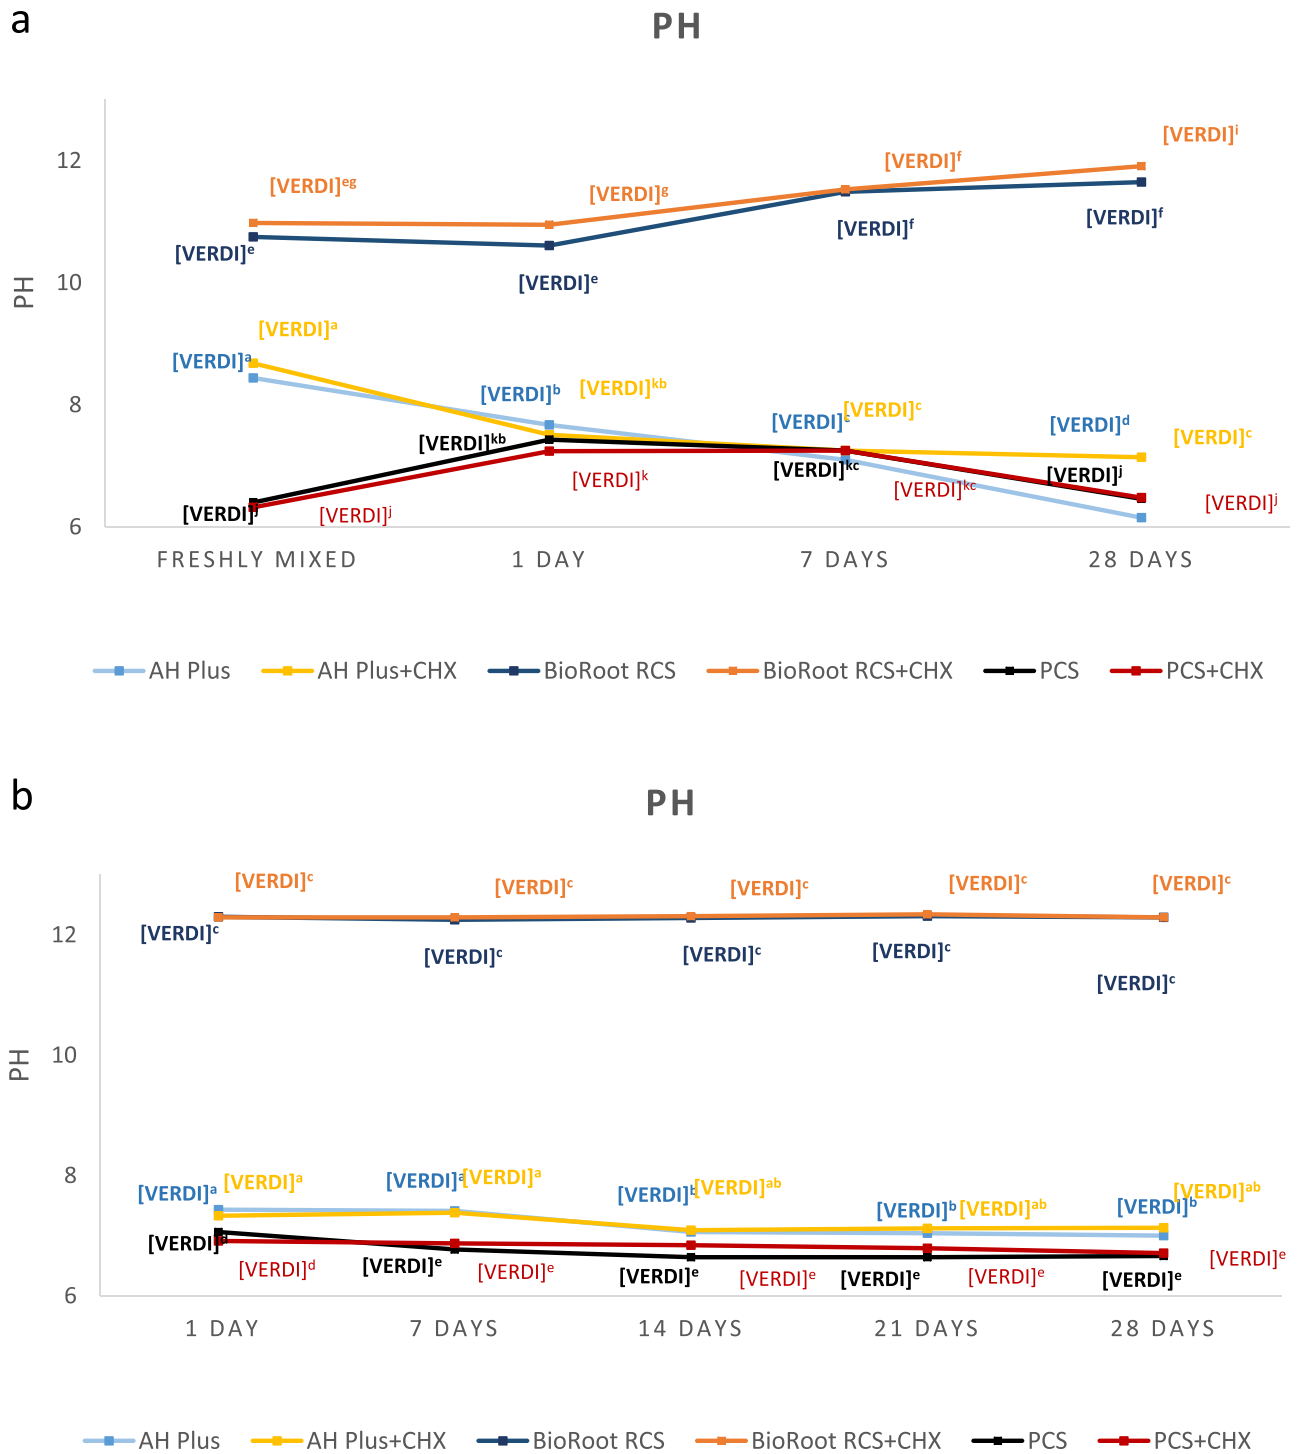 a
PH
[VERDI]ⁱ
12
[VERDI]ᶠ
[VERDI]ᵉᵍ
[VERDI]ᵍ
[VERDI]ᶠ
[VERDI]ᶠ
[VERDI]ᵉ
[VERDI]ᵉ
10
PH
[VERDI]ᵃ
[VERDI]ᵃ
[VERDI]ᵇ
[VERDI]ᵏᵇ
8
[VERDI]ᶜ
[VERDI]ᶜ
[VERDI]ᵈ
[VERDI]ᶜ
[VERDI]ᵏᵇ
[VERDI]ᵏ
[VERDI]ᵏᶜ
[VERDI]ᵏᶜ
[VERDI]ʲ
[VERDI]ʲ
[VERDI]ʲ
[VERDI]ʲ
6
FRESHLY MIXED 1 DAY 7 DAYS 28 DAYS
AH Plus AH Plus+CHX BioRoot RCS BioRoot RCS+CHX PCS PCS+CHX
b
PH
[VERDI]ᶜ [VERDI]ᶜ [VERDI]ᶜ [VERDI]ᶜ [VERDI]ᶜ
12
[VERDI]ᶜ [VERDI]ᶜ [VERDI]ᶜ [VERDI]ᶜ [VERDI]ᶜ
10
PH
8
[VERDI]ᵃ [VERDI]ᵃ [VERDI]ᵃ [VERDI]ᵃ [VERDI]ᵇ [VERDI]ᵃᵇ [VERDI]ᵇ [VERDI]ᵃᵇ [VERDI]ᵇ [VERDI]ᵃᵇ
[VERDI]ᵈ [VERDI]ᵈ [VERDI]ᵉ [VERDI]ᵉ [VERDI]ᵉ [VERDI]ᵉ [VERDI]ᵉ [VERDI]ᵉ [VERDI]ᵉ [VERDI]ᵉ
6
1 DAY 7 DAYS 14 DAYS 21 DAYS 28 DAYS
AH Plus AH Plus+CHX BioRoot RCS BioRoot RCS+CHX PCS PCS+CHX